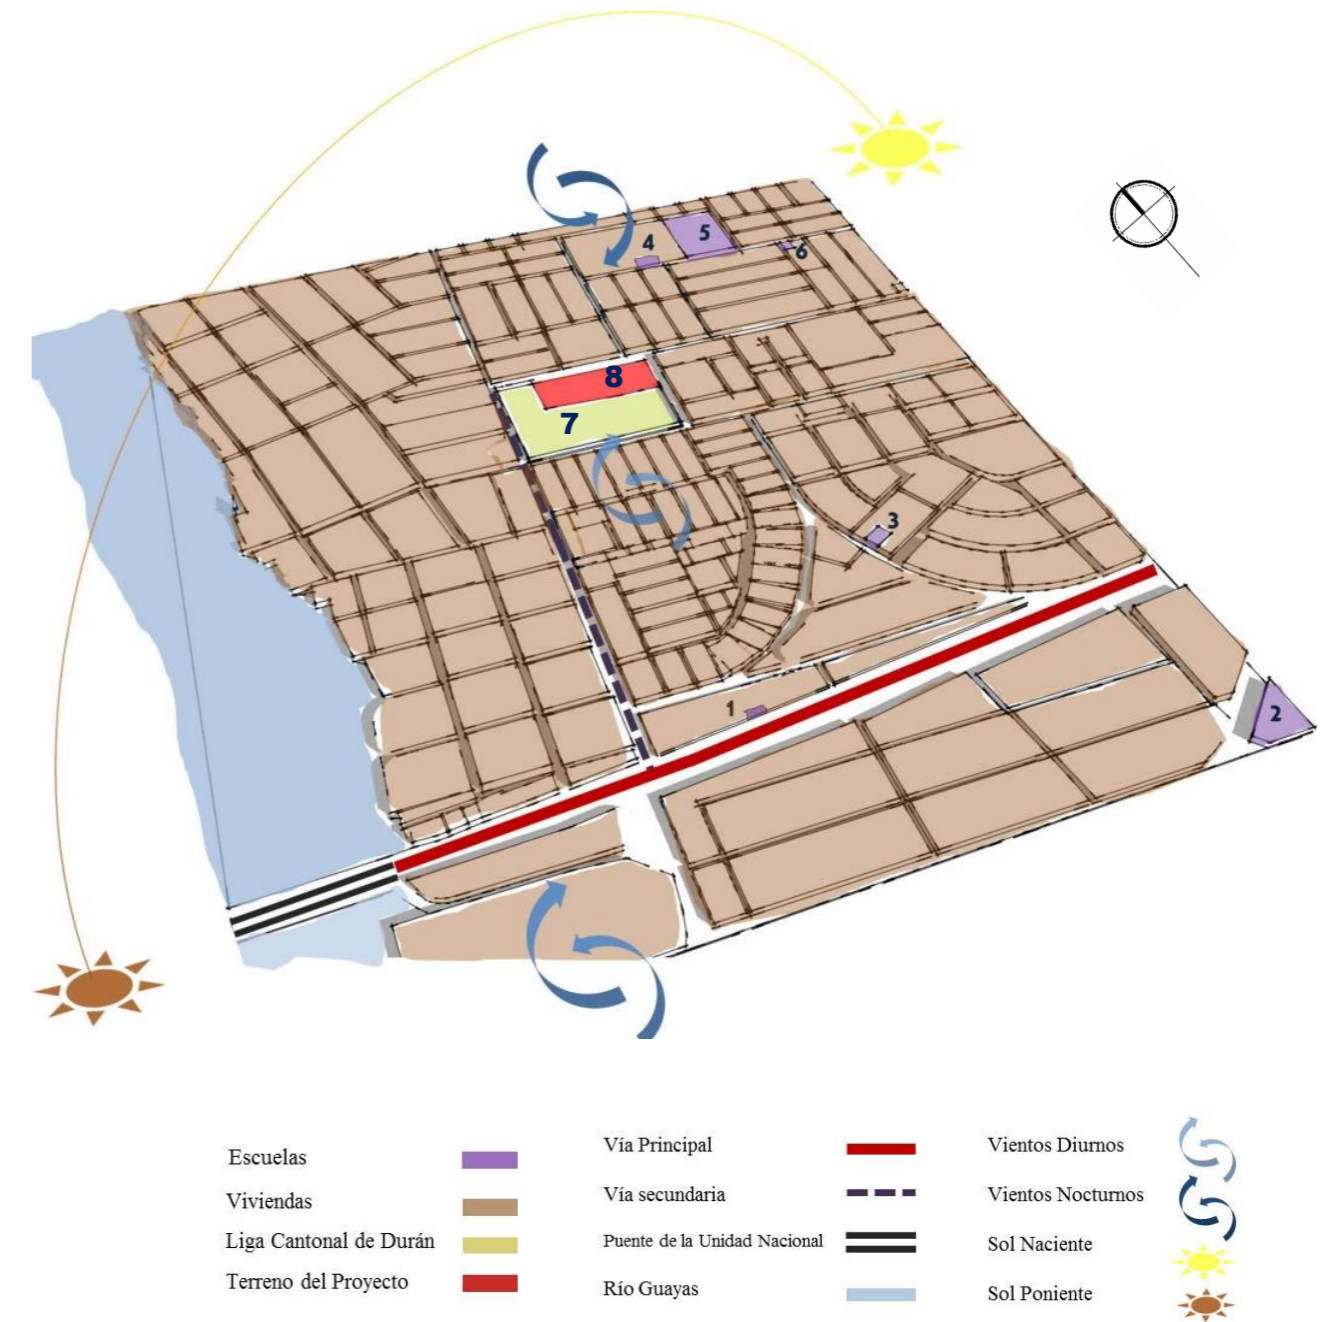 4
5
6
8
7
3
1
2
Escuelas
Viviendas
Liga Cantonal de Durán
Terreno del Proyecto
Vía Principal
Vía secundaria
Puente de la Unidad Nacional
Río Guayas
Vientos Diurnos
Vientos Nocturnos
Sol Naciente
Sol Poniente